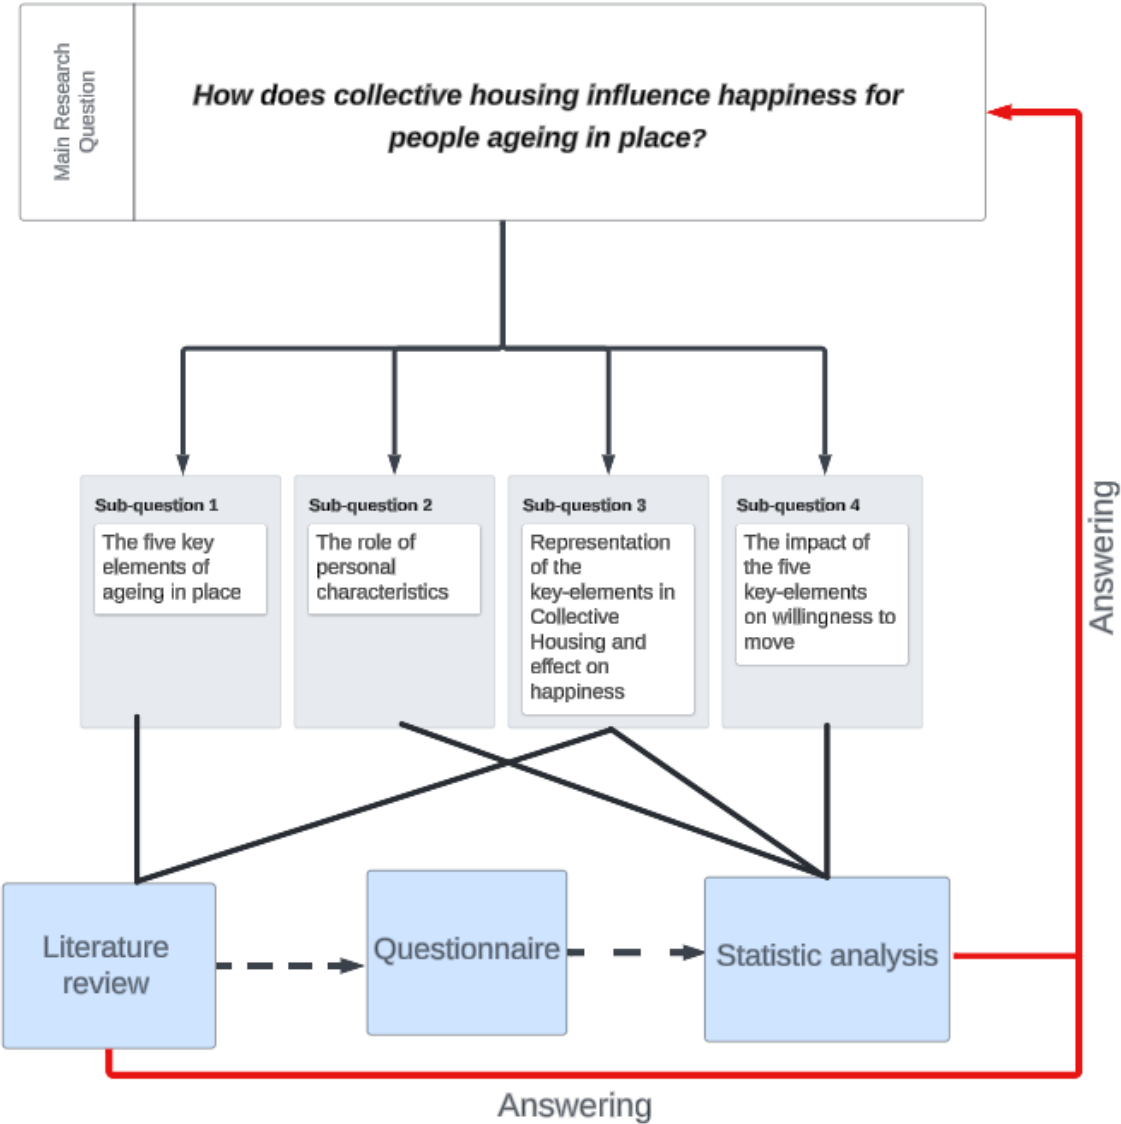 Main Research
Question
How does collective housing influence happiness for
people ageing in place?
Sub-question 1
The five key
elements of
ageing in place
Sub-question 2
The role of
personal
characteristics
Sub-question 3
Representation
of the
key-elements in
Collective
Housing and
effect on
happiness
Sub-question 4
The impact of
the five
key-elements
on willingness to
move
Answering
Literature
review
Questionnaire
Statistic analysis
Answering